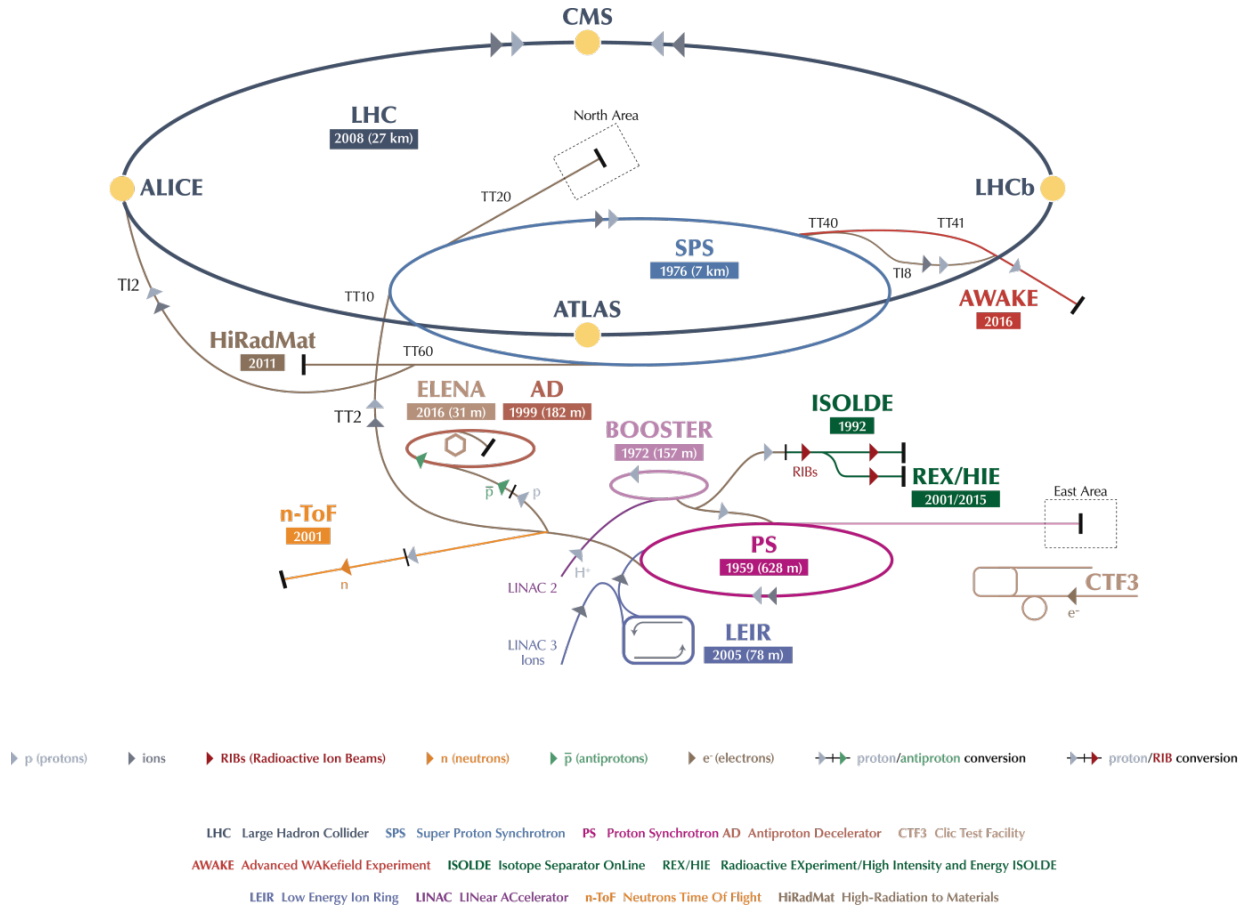 CMS
LHC
2008 (27 km)
North Area
ALICE
LHCb
TT20
TT40
TT41
SPS
1976 (7 km)
TI8
TI2
TT10
ATLAS
AWAKE
2016
HiRadMat
2011
TT60
ELENA
2016 (31 m)
AD
1999 (182 m)
TT2
ISOLDE
1992
BOOSTER
1972 (157 m)
RIBs
REX/HIE
2001/2015
p̅
p
East Area
n-ToF
2001
PS
1959 (628 m)
n
H⁺
LINAC 2
CTF3
e⁻
LINAC 3
Ions
LEIR
2005 (78 m)
p (protons)
ions
RIBs (Radioactive Ion Beams)
n (neutrons)
p̅ (antiprotons)
e⁻ (electrons)
proton/antiproton conversion
proton/RIB conversion
LHC Large Hadron Collider SPS Super Proton Synchrotron PS Proton Synchrotron AD Antiproton Decelerator CTF3 Clic Test Facility
AWAKE Advanced WAKefield Experiment ISOLDE Isotope Separator OnLine REX/HIE Radioactive EXperiment/High Intensity and Energy ISOLDE
LEIR Low Energy Ion Ring LINAC LINear ACcelerator n-ToF Neutrons Time Of Flight HiRadMat High-Radiation to Materials